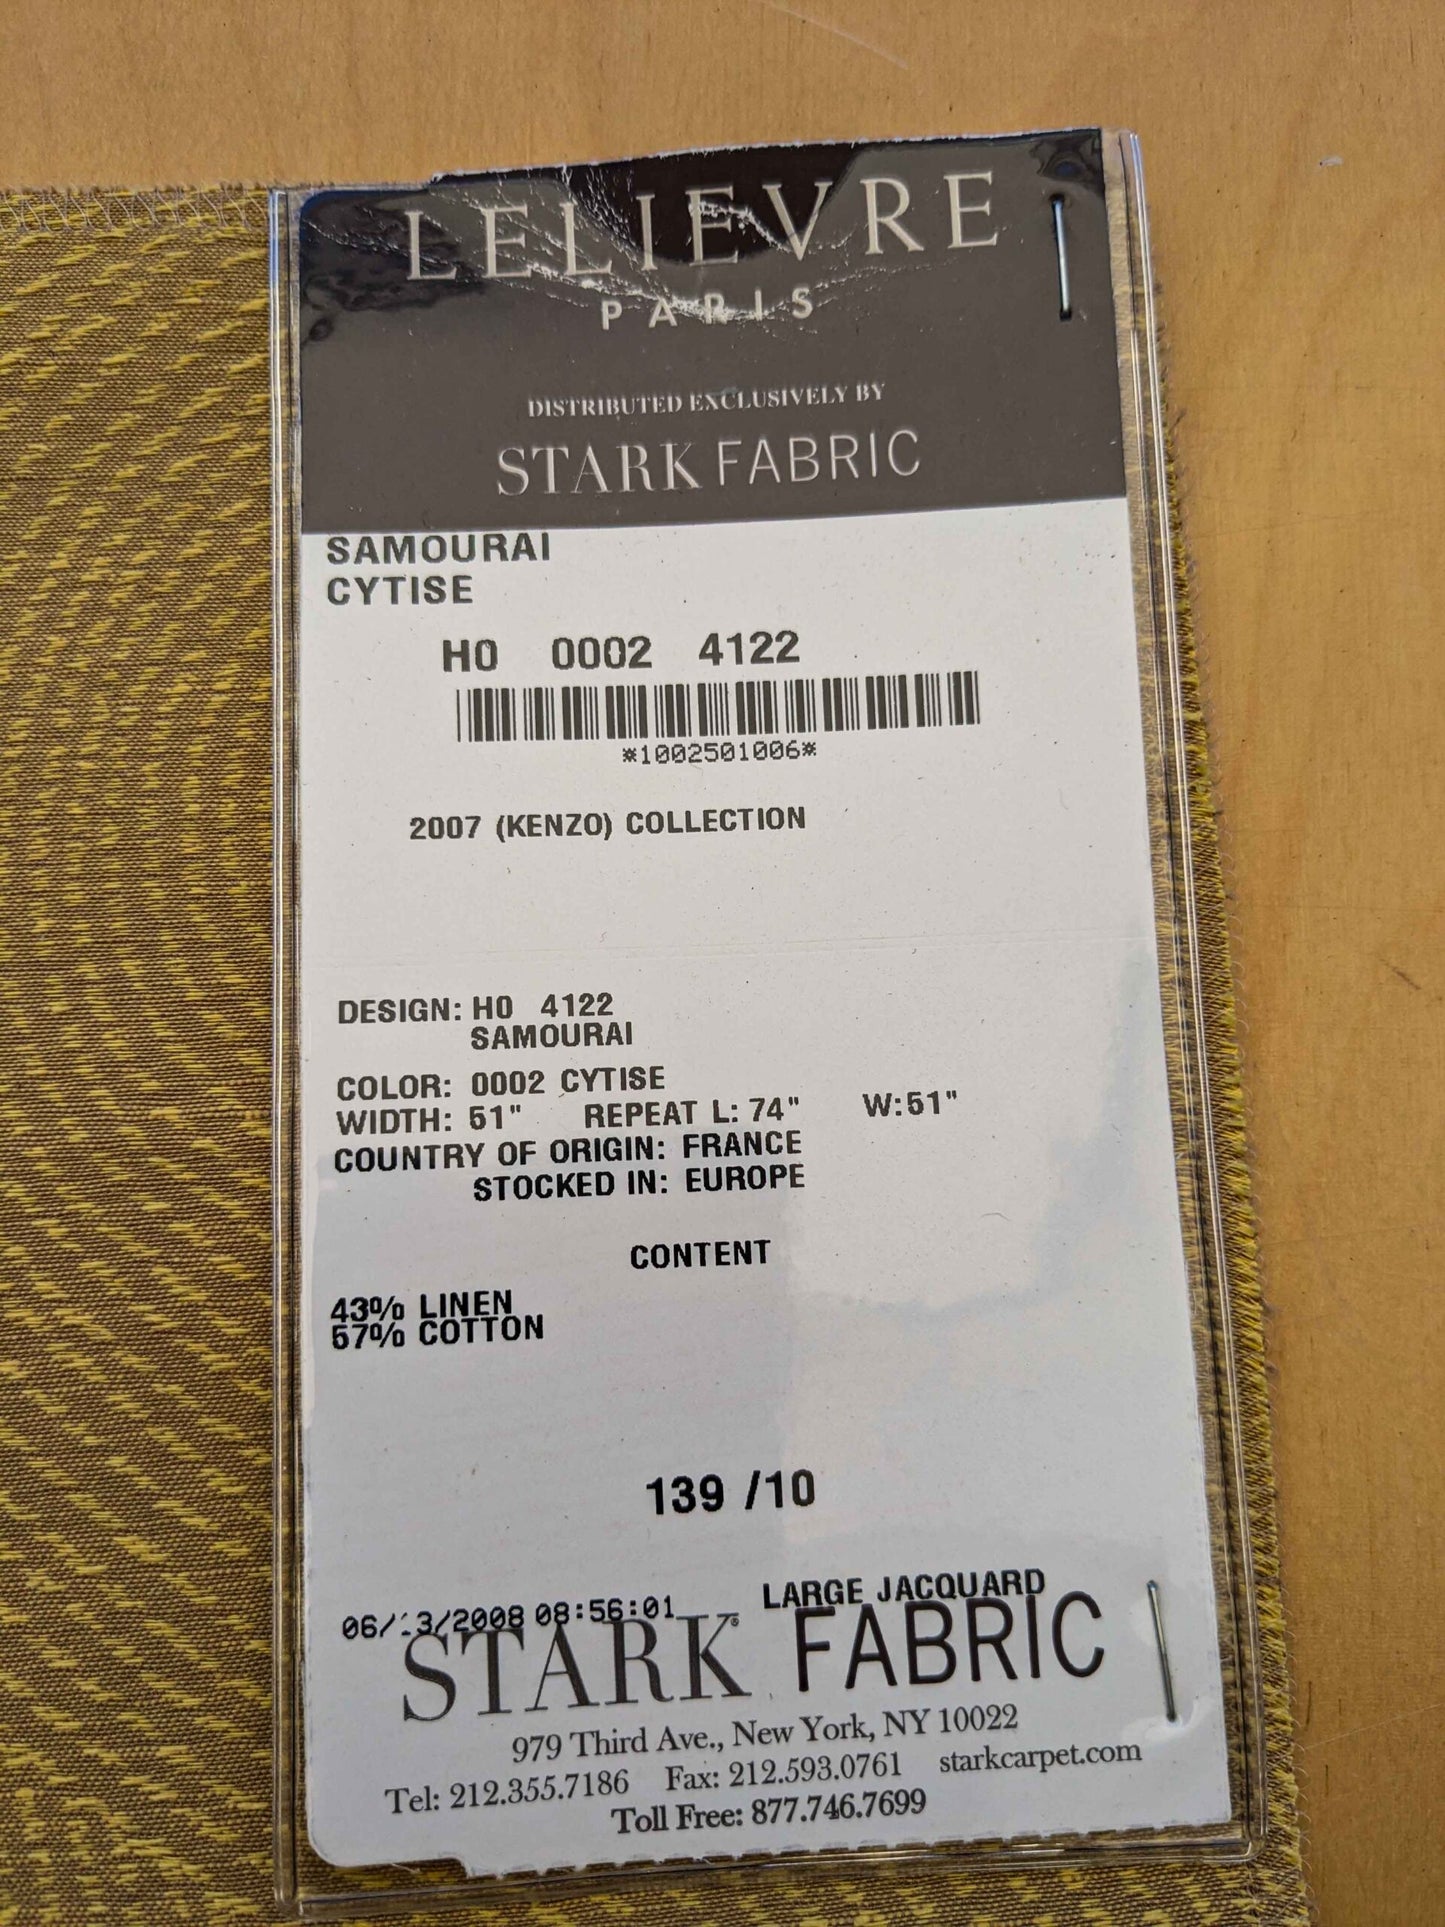 LELIEVRE
PARIS
DISTRIBUTED EXCLUSIVELY BY
STARK FABRIC
SAMOURAI
CYTISE
H0 0002 4122
*1002501006*
2007 (KENZO) COLLECTION
DESIGN: H0 4122
SAMOURAI
COLOR: 0002 CYTISE
WIDTH: 51" REPEAT L: 74" W:51"
COUNTRY OF ORIGIN: FRANCE
STOCKED IN: EUROPE
CONTENT
43% LINEN
57% COTTON
139 /10
LARGE JACQUARD
06/13/2008 08:56:01
STARK® FABRIC
979 Third Ave., New York, NY 10022
Tel: 212.355.7186 Fax: 212.593.0761 starkcarpet.com
Toll Free: 877.746.7699